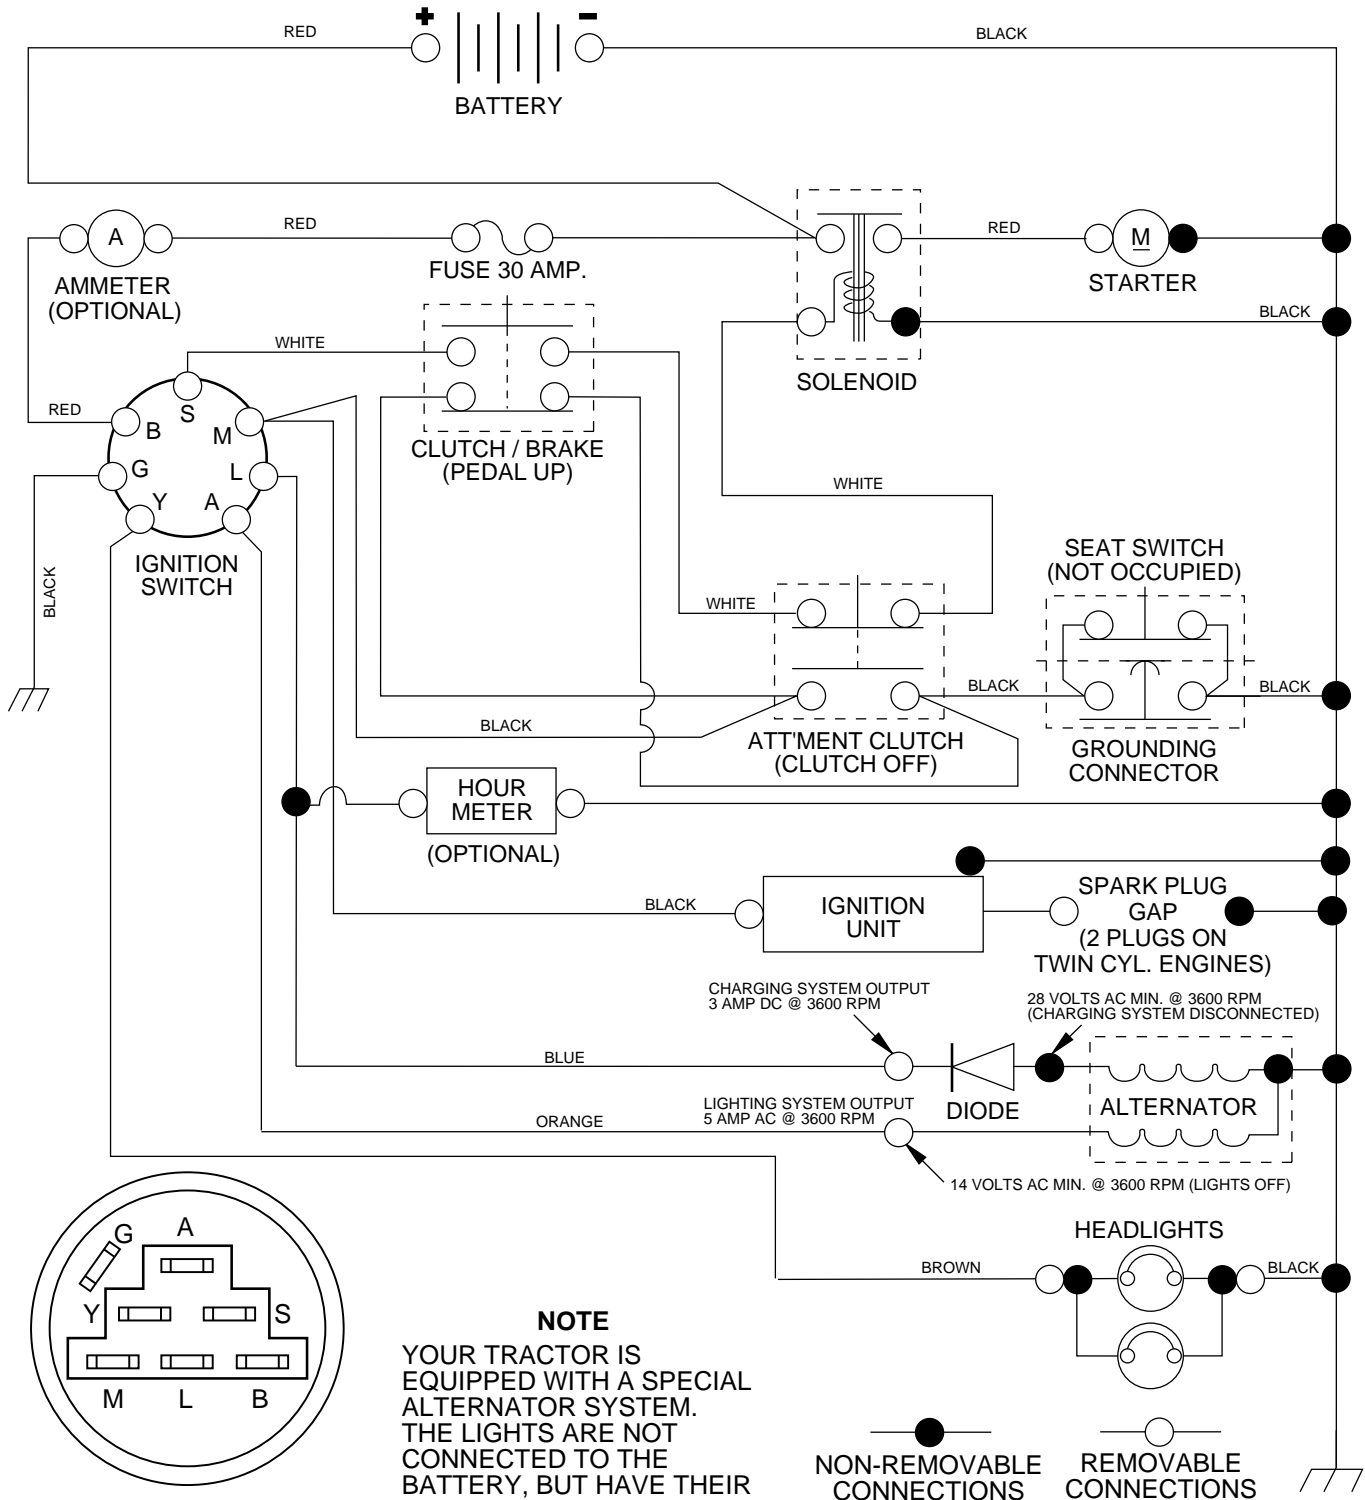 + -
RED
BLACK
BATTERY
RED
RED
A
M
AMMETER
(OPTIONAL)
FUSE 30 AMP.
STARTER
BLACK
WHITE
SOLENOID
RED
S
B
M
G
L
Y
A
CLUTCH / BRAKE
(PEDAL UP)
WHITE
IGNITION
SWITCH
BLACK
SEAT SWITCH
(NOT OCCUPIED)
WHITE
BLACK
BLACK
BLACK
ATT'MENT CLUTCH
(CLUTCH OFF)
GROUNDING
CONNECTOR
HOUR
METER
(OPTIONAL)
BLACK
IGNITION
UNIT
SPARK PLUG
GAP
(2 PLUGS ON
TWIN CYL. ENGINES)
CHARGING SYSTEM OUTPUT
3 AMP DC @ 3600 RPM
28 VOLTS AC MIN. @ 3600 RPM
(CHARGING SYSTEM DISCONNECTED)
BLUE
DIODE
ALTERNATOR
LIGHTING SYSTEM OUTPUT
5 AMP AC @ 3600 RPM
ORANGE
14 VOLTS AC MIN. @ 3600 RPM (LIGHTS OFF)
HEADLIGHTS
BROWN
BLACK
G
A
Y
S
M
L
B
NOTE
YOUR TRACTOR IS
EQUIPPED WITH A SPECIAL
ALTERNATOR SYSTEM.
THE LIGHTS ARE NOT
CONNECTED TO THE
BATTERY, BUT HAVE THEIR
NON-REMOVABLE
CONNECTIONS
REMOVABLE
CONNECTIONS